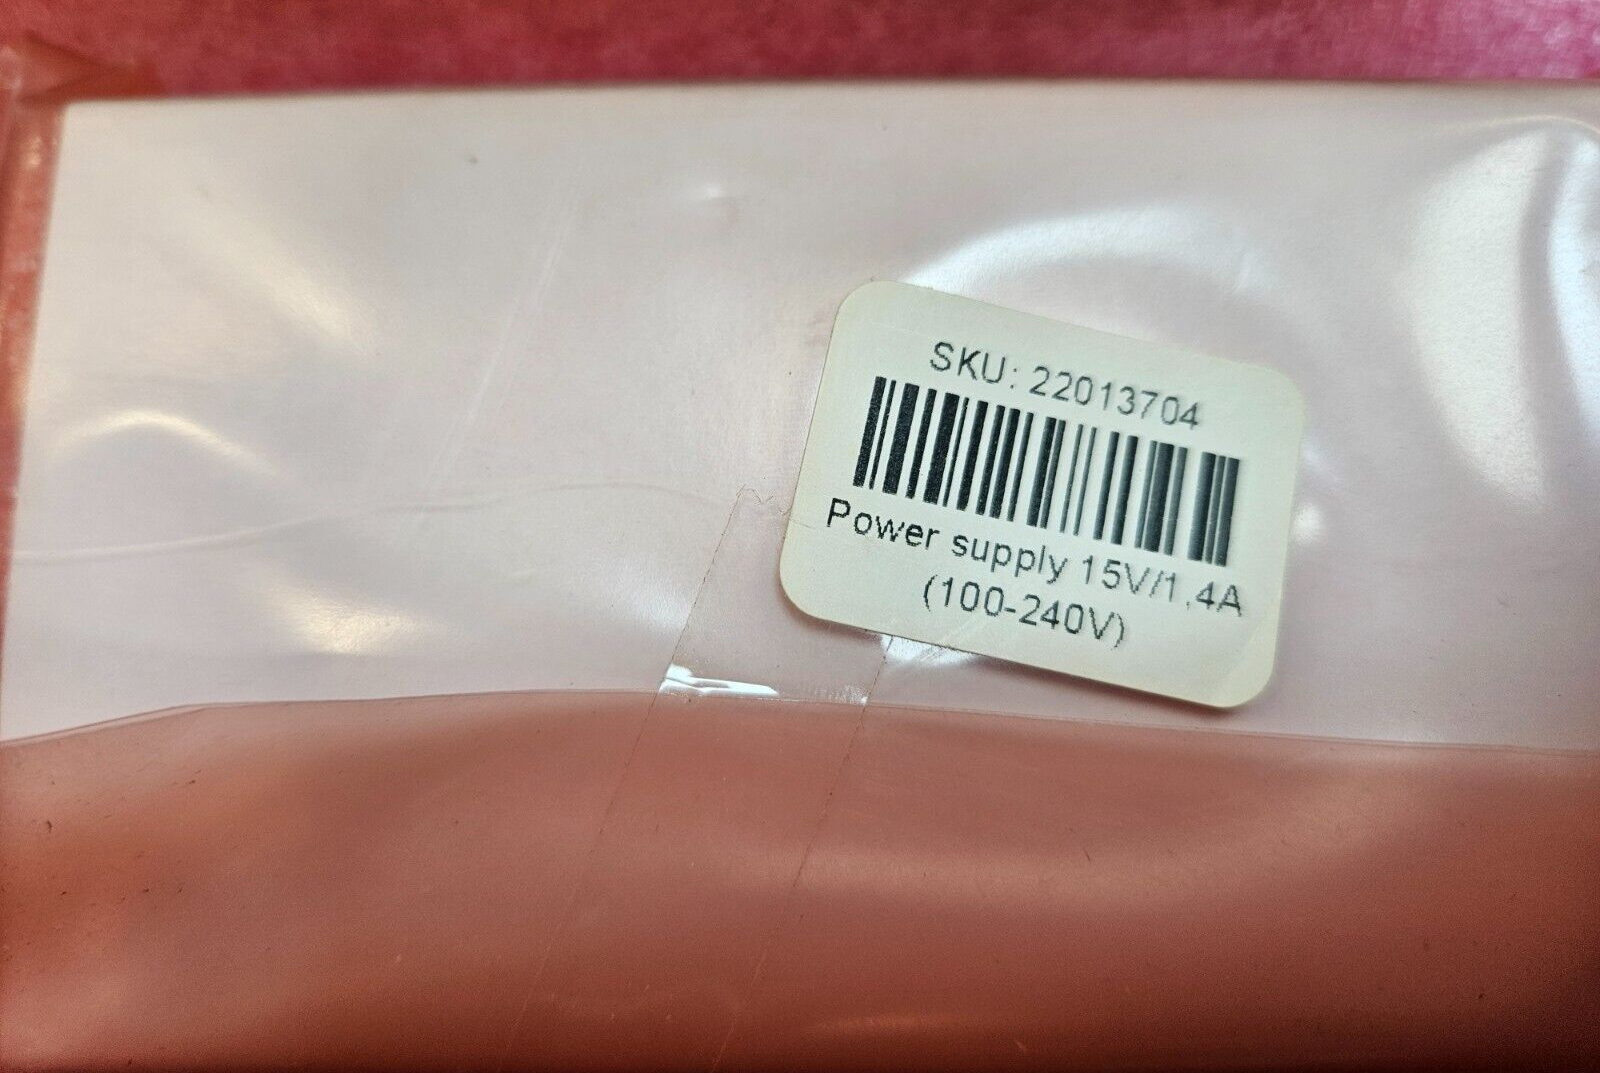 SKU: 22013704
Power supply 15V/1.4A
(100-240V)